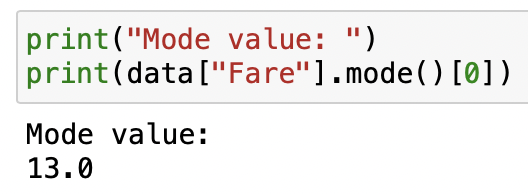 print("Mode value: ")
print(data["Fare"].mode()[0])
Mode value:
13.0